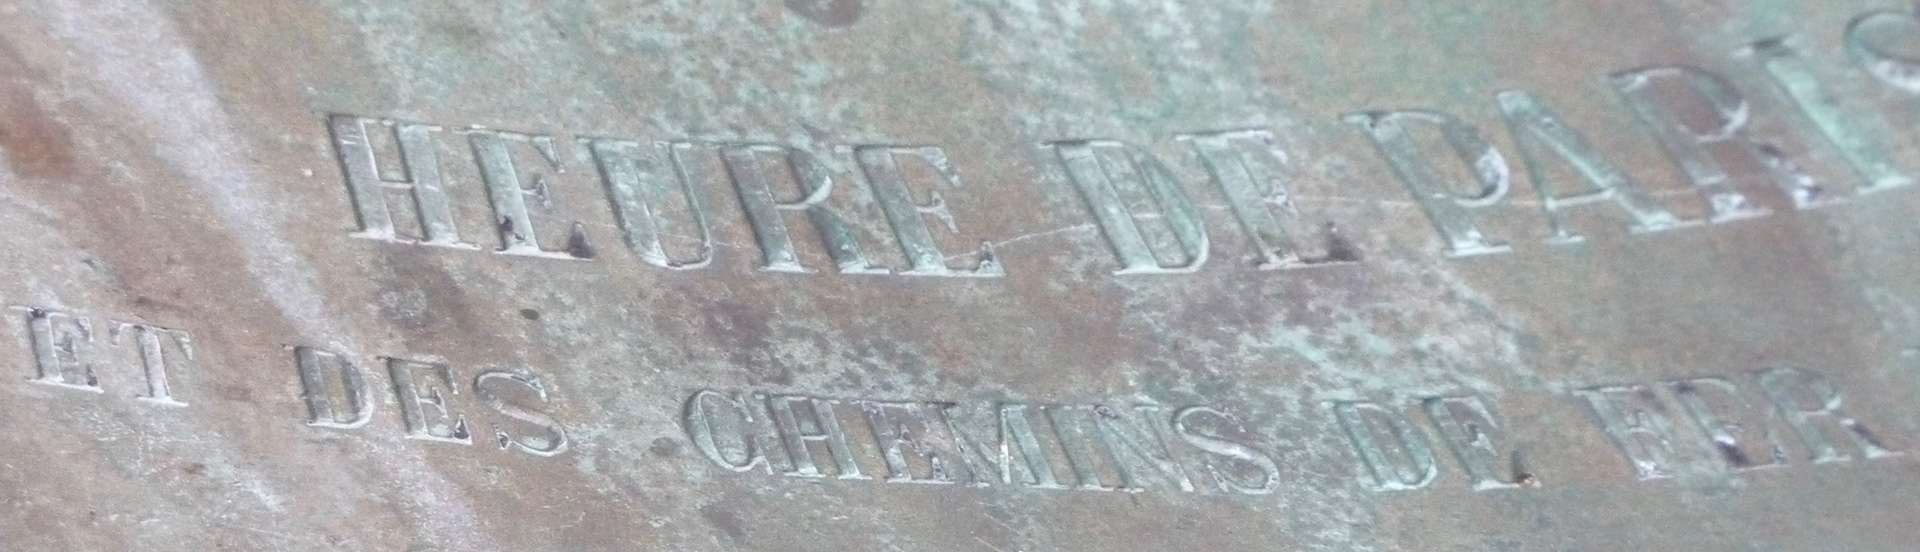 HEURE DE PARIS
ET DES CHEMINS DE FER